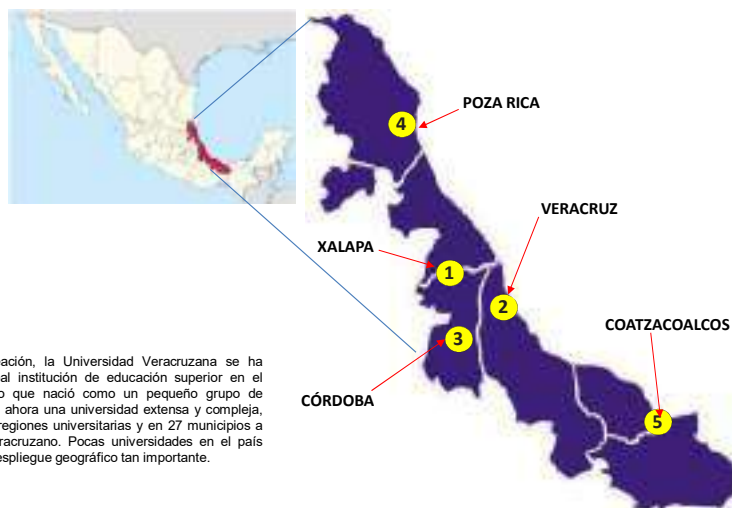 POZA RICA
4
VERACRUZ
XALAPA
1
2
COATZACOALCOS
3
CÓRDOBA
5
ación, la Universidad Veracruzana se ha
al institución de educación superior en el
o que nació como un pequeño grupo de
ahora una universidad extensa y compleja,
regiones universitarias y en 27 municipios a
racruzano. Pocas universidades en el país
espliegue geográfico tan importante.